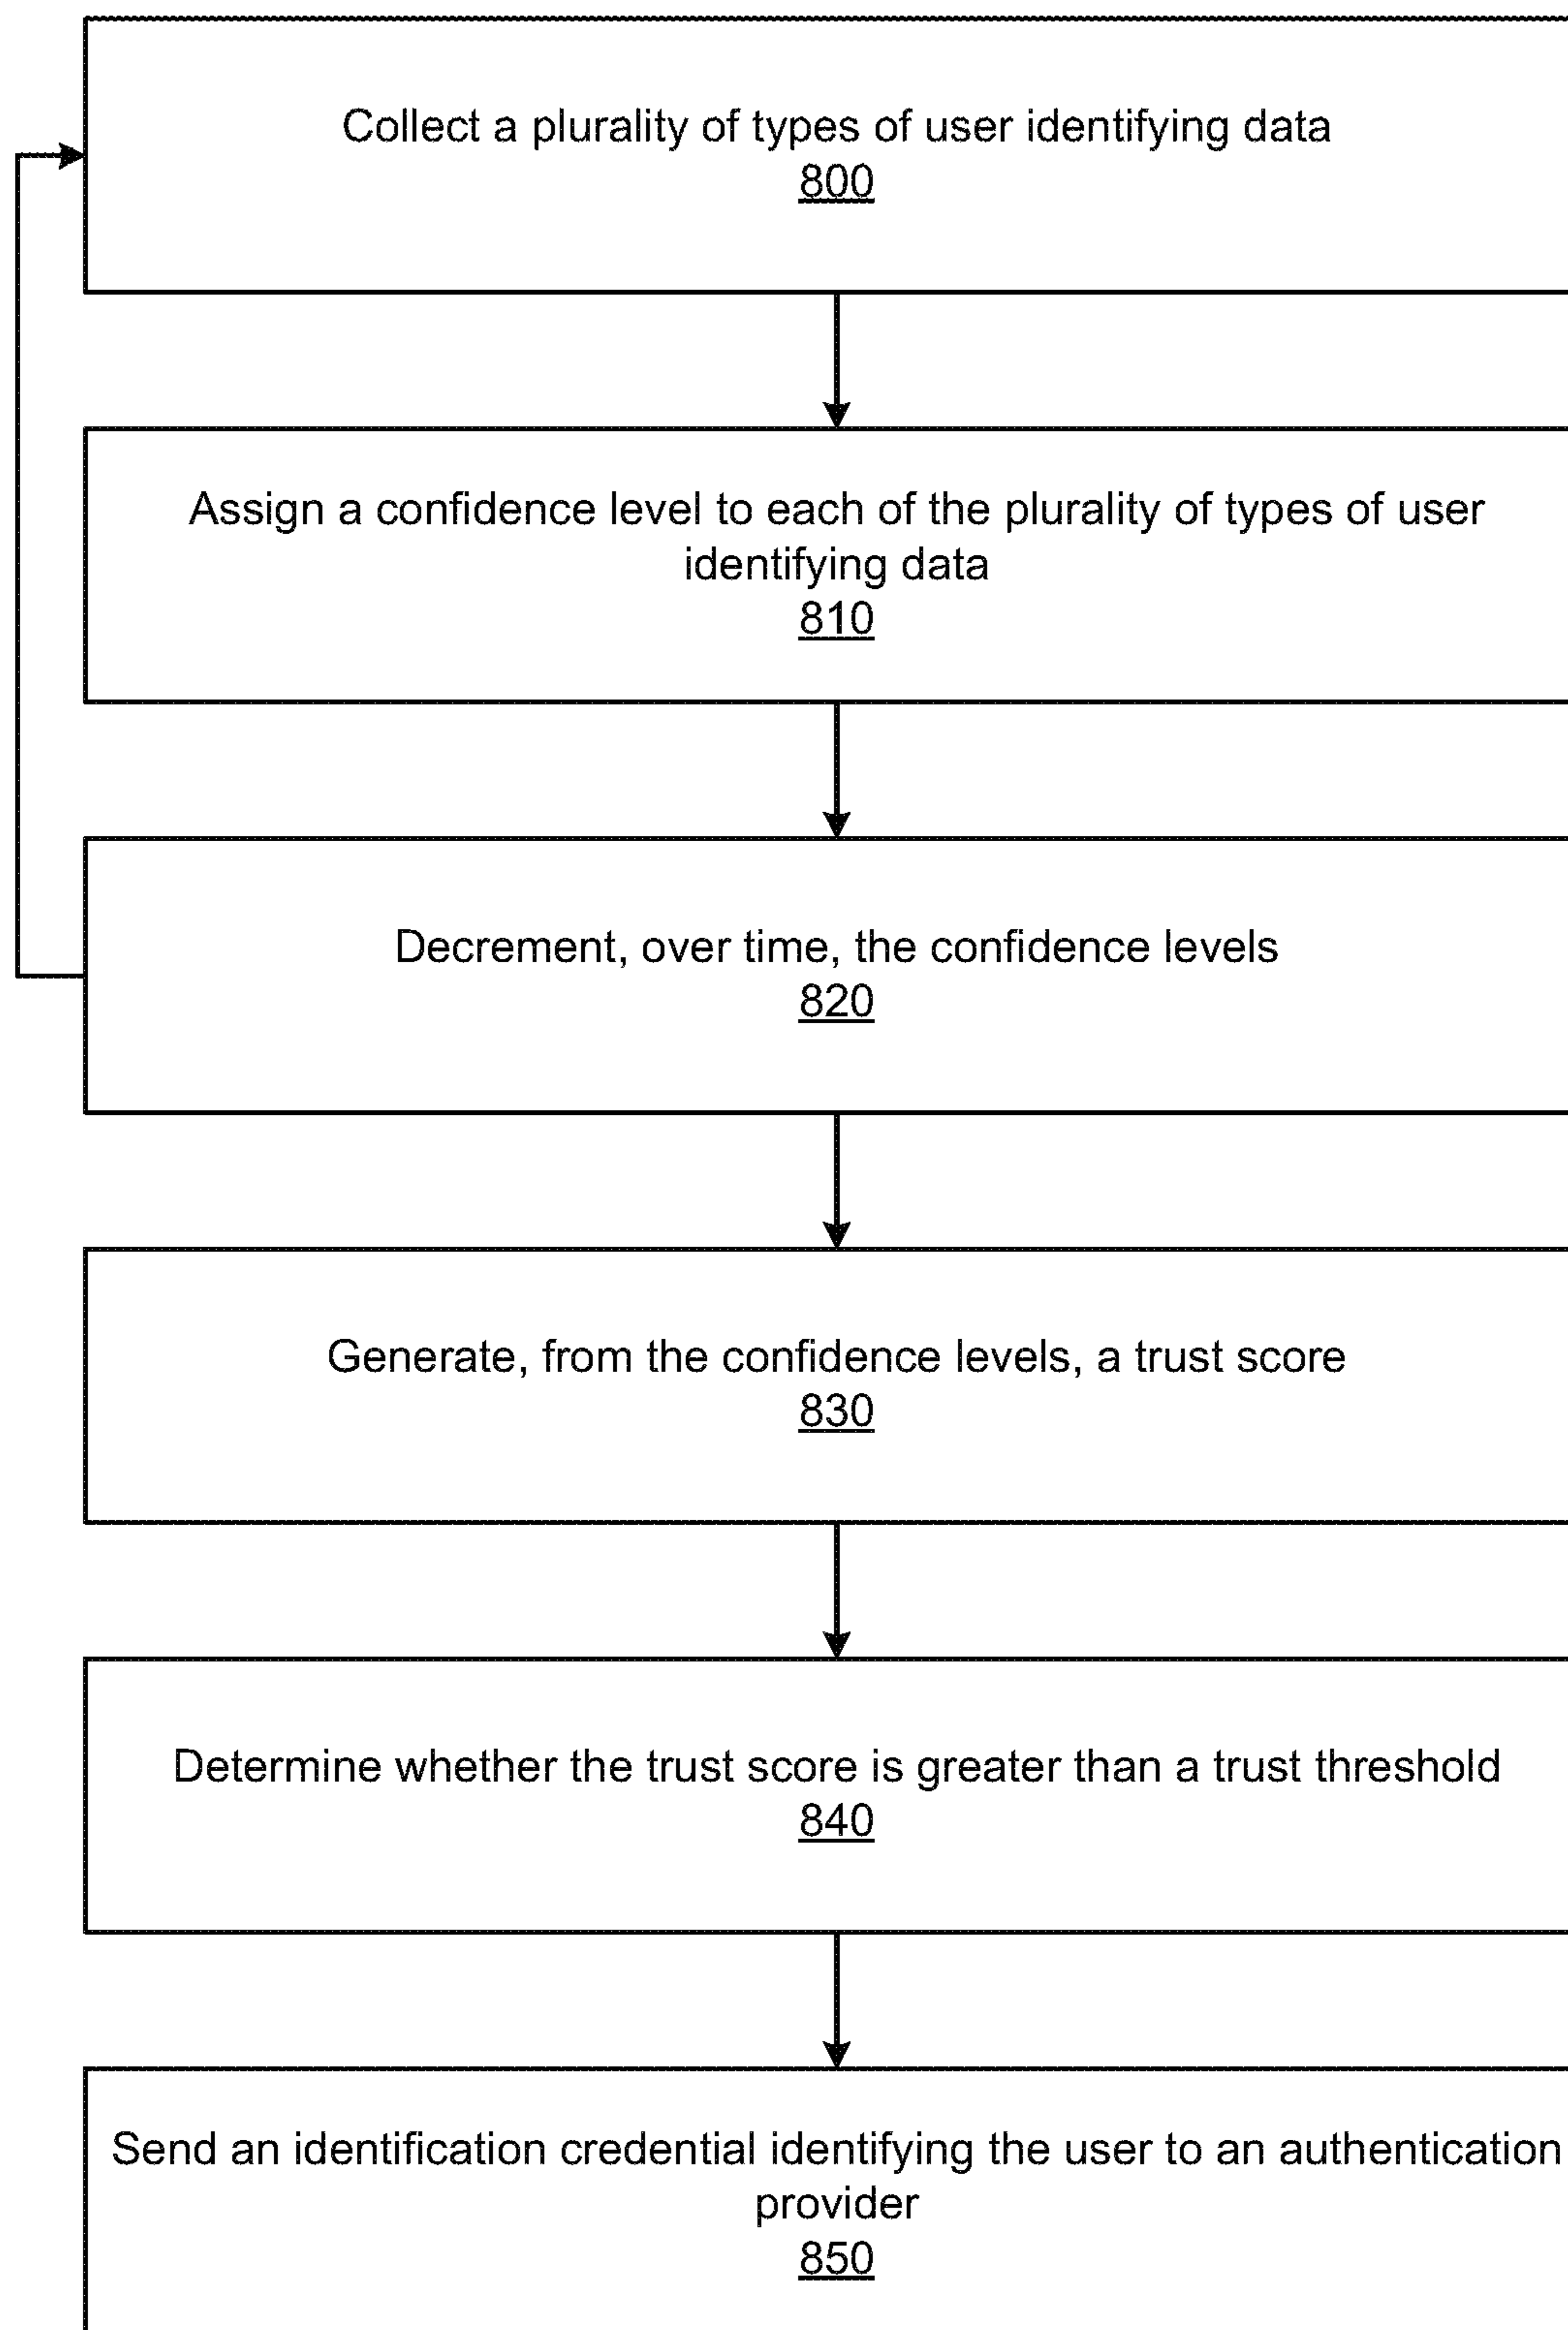 Collect a plurality of types of user identifying data
800
Assign a confidence level to each of the plurality of types of user
identifying data
810
Decrement, over time, the confidence levels
820
Generate, from the confidence levels, a trust score
830
Determine whether the trust score is greater than a trust threshold
840
Send an identification credential identifying the user to an authentication
provider
850